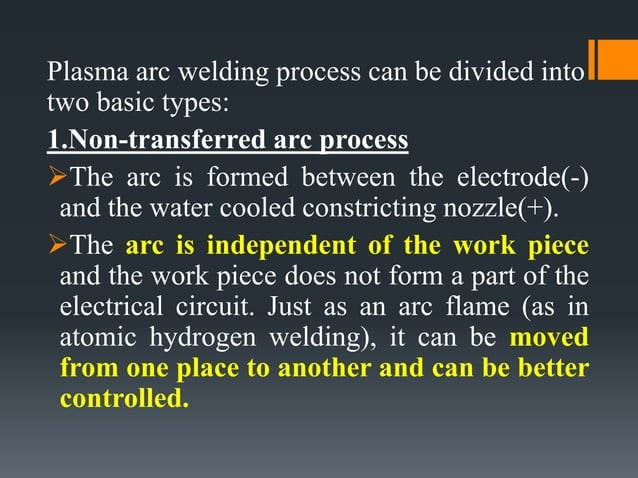 Plasma arc welding process can be divided into
two basic types:
1.Non-transferred arc process
➢The arc is formed between the electrode(-)
and the water cooled constricting nozzle(+).
➢The arc is independent of the work piece
and the work piece does not form a part of the
electrical circuit. Just as an arc flame (as in
atomic hydrogen welding), it can be moved
from one place to another and can be better
controlled.